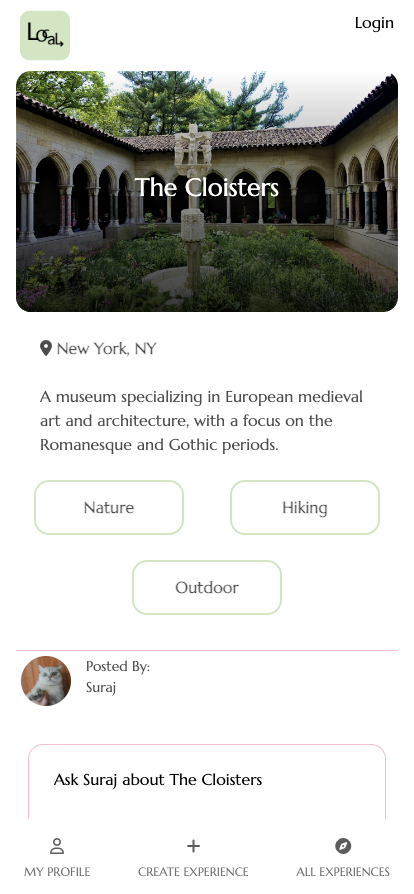 Local
Login
The Cloisters
New York, NY
A museum specializing in European medieval
art and architecture, with a focus on the
Romanesque and Gothic periods.
Nature
Hiking
Outdoor
Posted By:
Suraj
Ask Suraj about The Cloisters
MY PROFILE
CREATE EXPERIENCE
ALL EXPERIENCES